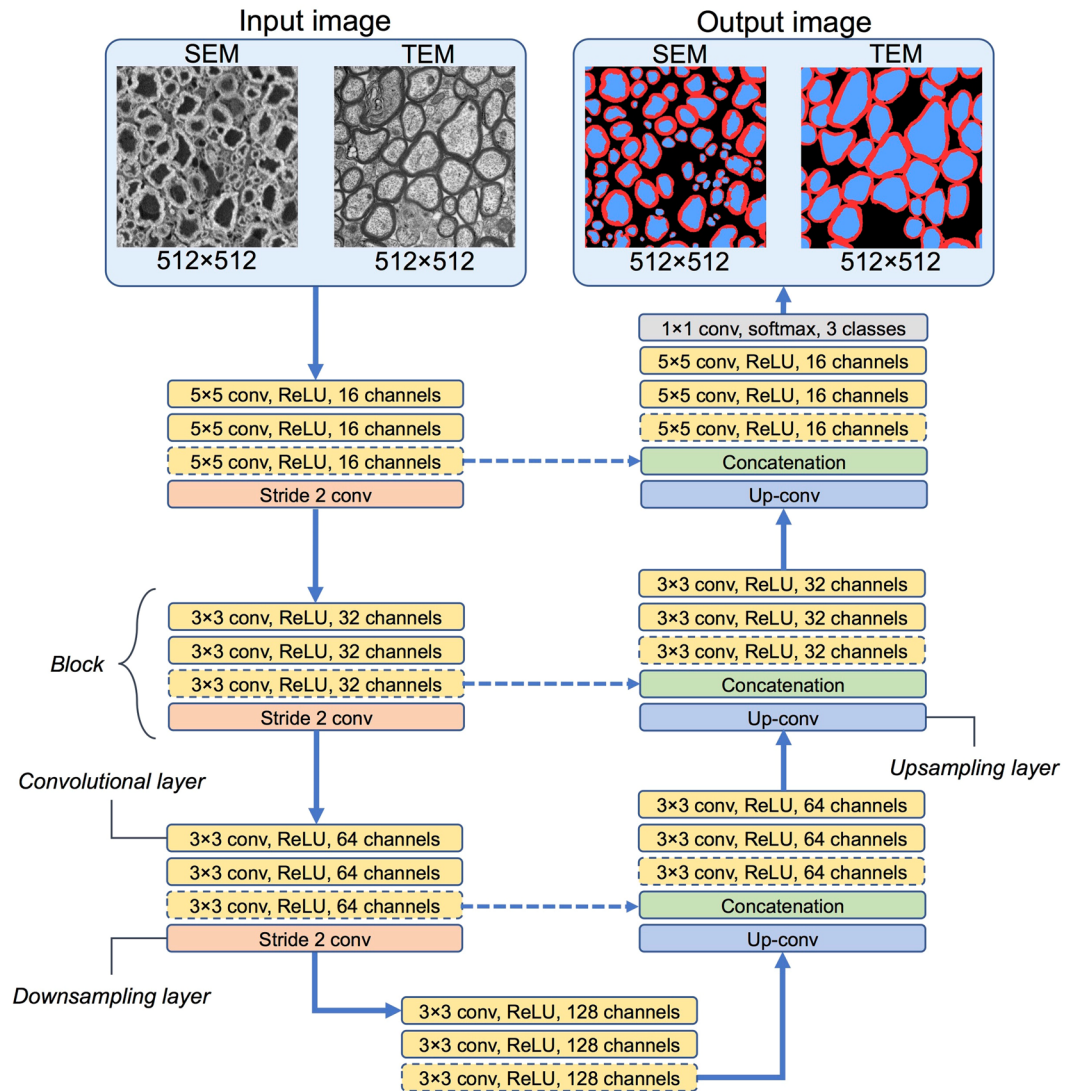 Input image
SEM
TEM
512×512
512×512
Output image
SEM
TEM
512×512
512×512
5×5 conv, ReLU, 16 channels
5×5 conv, ReLU, 16 channels
5×5 conv, ReLU, 16 channels
Stride 2 conv
Block
3×3 conv, ReLU, 32 channels
3×3 conv, ReLU, 32 channels
3×3 conv, ReLU, 32 channels
Stride 2 conv
Convolutional layer
3×3 conv, ReLU, 64 channels
3×3 conv, ReLU, 64 channels
3×3 conv, ReLU, 64 channels
Stride 2 conv
Downsampling layer
3×3 conv, ReLU, 128 channels
3×3 conv, ReLU, 128 channels
3×3 conv, ReLU, 128 channels
1×1 conv, softmax, 3 classes
5×5 conv, ReLU, 16 channels
5×5 conv, ReLU, 16 channels
5×5 conv, ReLU, 16 channels
Concatenation
Up-conv
3×3 conv, ReLU, 32 channels
3×3 conv, ReLU, 32 channels
3×3 conv, ReLU, 32 channels
Concatenation
Up-conv
Upsampling layer
3×3 conv, ReLU, 64 channels
3×3 conv, ReLU, 64 channels
3×3 conv, ReLU, 64 channels
Concatenation
Up-conv